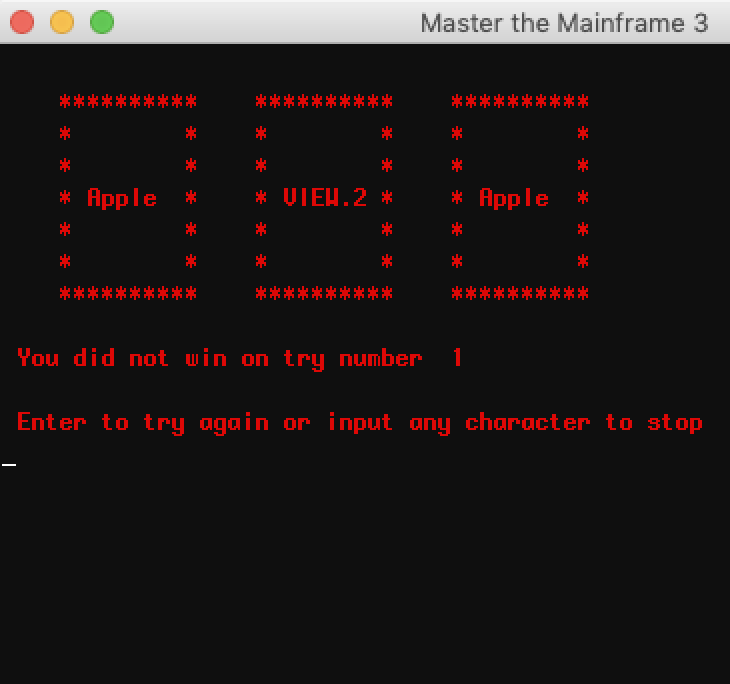 Master the Mainframe 3
********** ********** **********
* * * * * *
* * * * * *
* Apple * * VIEW.2 * * Apple *
* * * * * *
* * * * * *
********** ********** **********
You did not win on try number 1
Enter to try again or input any character to stop